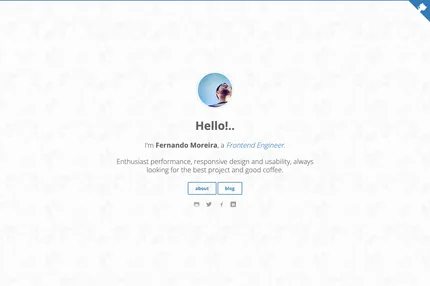 Hello!..
I'm Fernando Moreira, a Frontend Engineer.
Enthusiast performance, responsive design and usability, always
looking for the best project and good coffee.
about blog